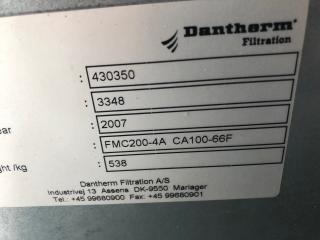 Dantherm®
Filtration
: 430350
: 3348
ear : 2007
: FMC200-4A CA100-66F
ght /kg : 538
Dantherm Filtration A/S
Industrivej 13 Assens DK-9550 Mariager
Tel.: +45 99680900 Fax: +45 99680901